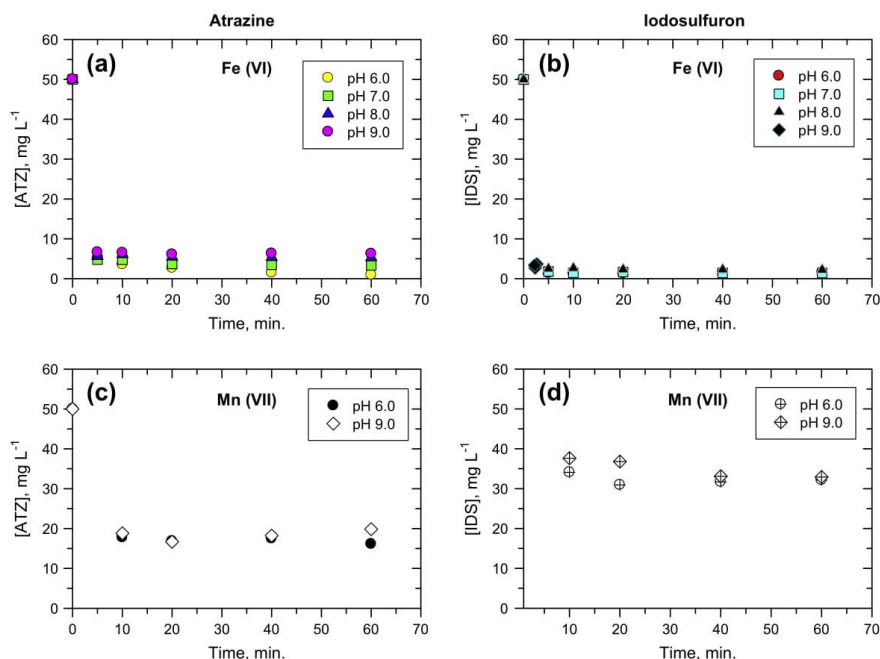 Atrazine
Iodosulfuron
60
50
40
30
20
10
0
[ATZ], mg L⁻¹
(a)
Fe (VI)
pH 6.0
pH 7.0
pH 8.0
pH 9.0
0 10 20 30 40 50 60 70
Time, min.
60
50
40
30
20
10
0
[IDS], mg L⁻¹
(b)
Fe (VI)
pH 6.0
pH 7.0
pH 8.0
pH 9.0
0 10 20 30 40 50 60 70
Time, min.
60
50
40
30
20
10
0
[ATZ], mg L⁻¹
(c)
Mn (VII)
pH 6.0
pH 9.0
0 10 20 30 40 50 60 70
Time, min.
60
50
40
30
20
10
0
[IDS], mg L⁻¹
(d)
Mn (VII)
pH 6.0
pH 9.0
10 20 30 40 50 60 70
Time, min.